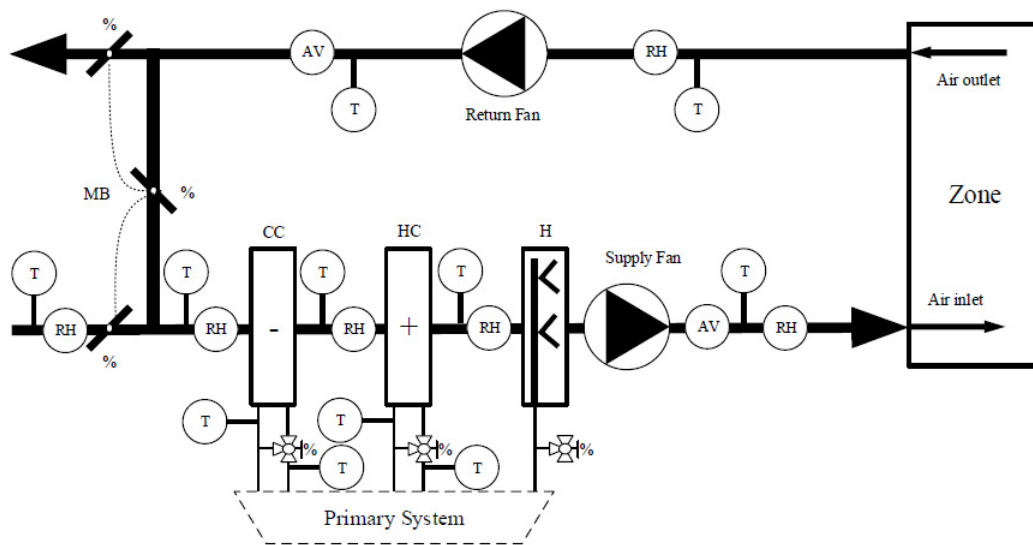 %
AV
RH
T
T
Return Fan
Air outlet
MB
%
Zone
CC
HC
H
Supply Fan
T
T
T
T
T
Air inlet
RH
RH
-
RH
+
RH
AV
RH
%
T
%
T
%
%
T
T
Primary System